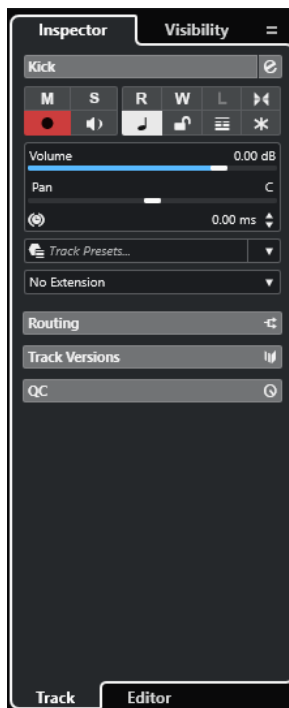 Inspector Visibility
Kick e
M S R W L
Volume 0.00 dB
Pan C
0.00 ms
Track Presets...
No Extension
Routing
Track Versions
QC
Track Editor